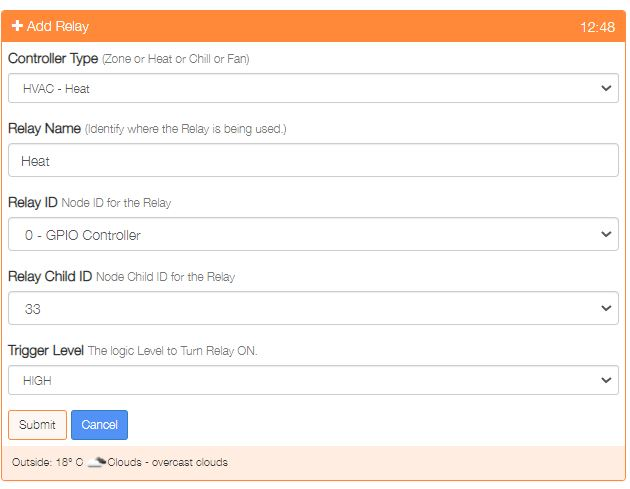 Add Relay 12:48
Controller Type (Zone or Heat or Chill or Fan)
HVAC - Heat
Relay Name (Identify where the Relay is being used.)
Heat
Relay ID Node ID for the Relay
0 - GPIO Controller
Relay Child ID Node Child ID for the Relay
33
Trigger Level The logic Level to Turn Relay ON.
HIGH
Submit Cancel
Outside: 18º C Clouds - overcast clouds